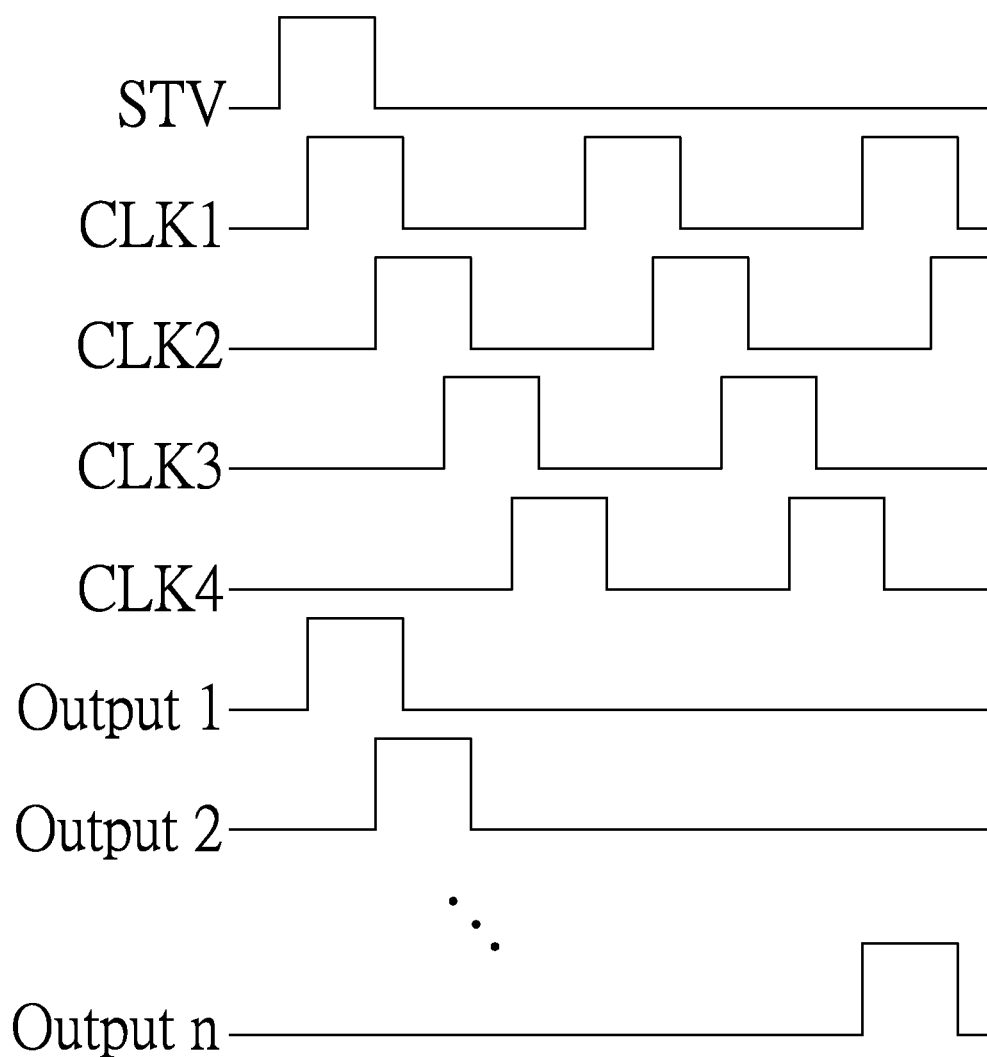 STV
CLK1
CLK2
CLK3
CLK4
Output 1
Output 2
Output n